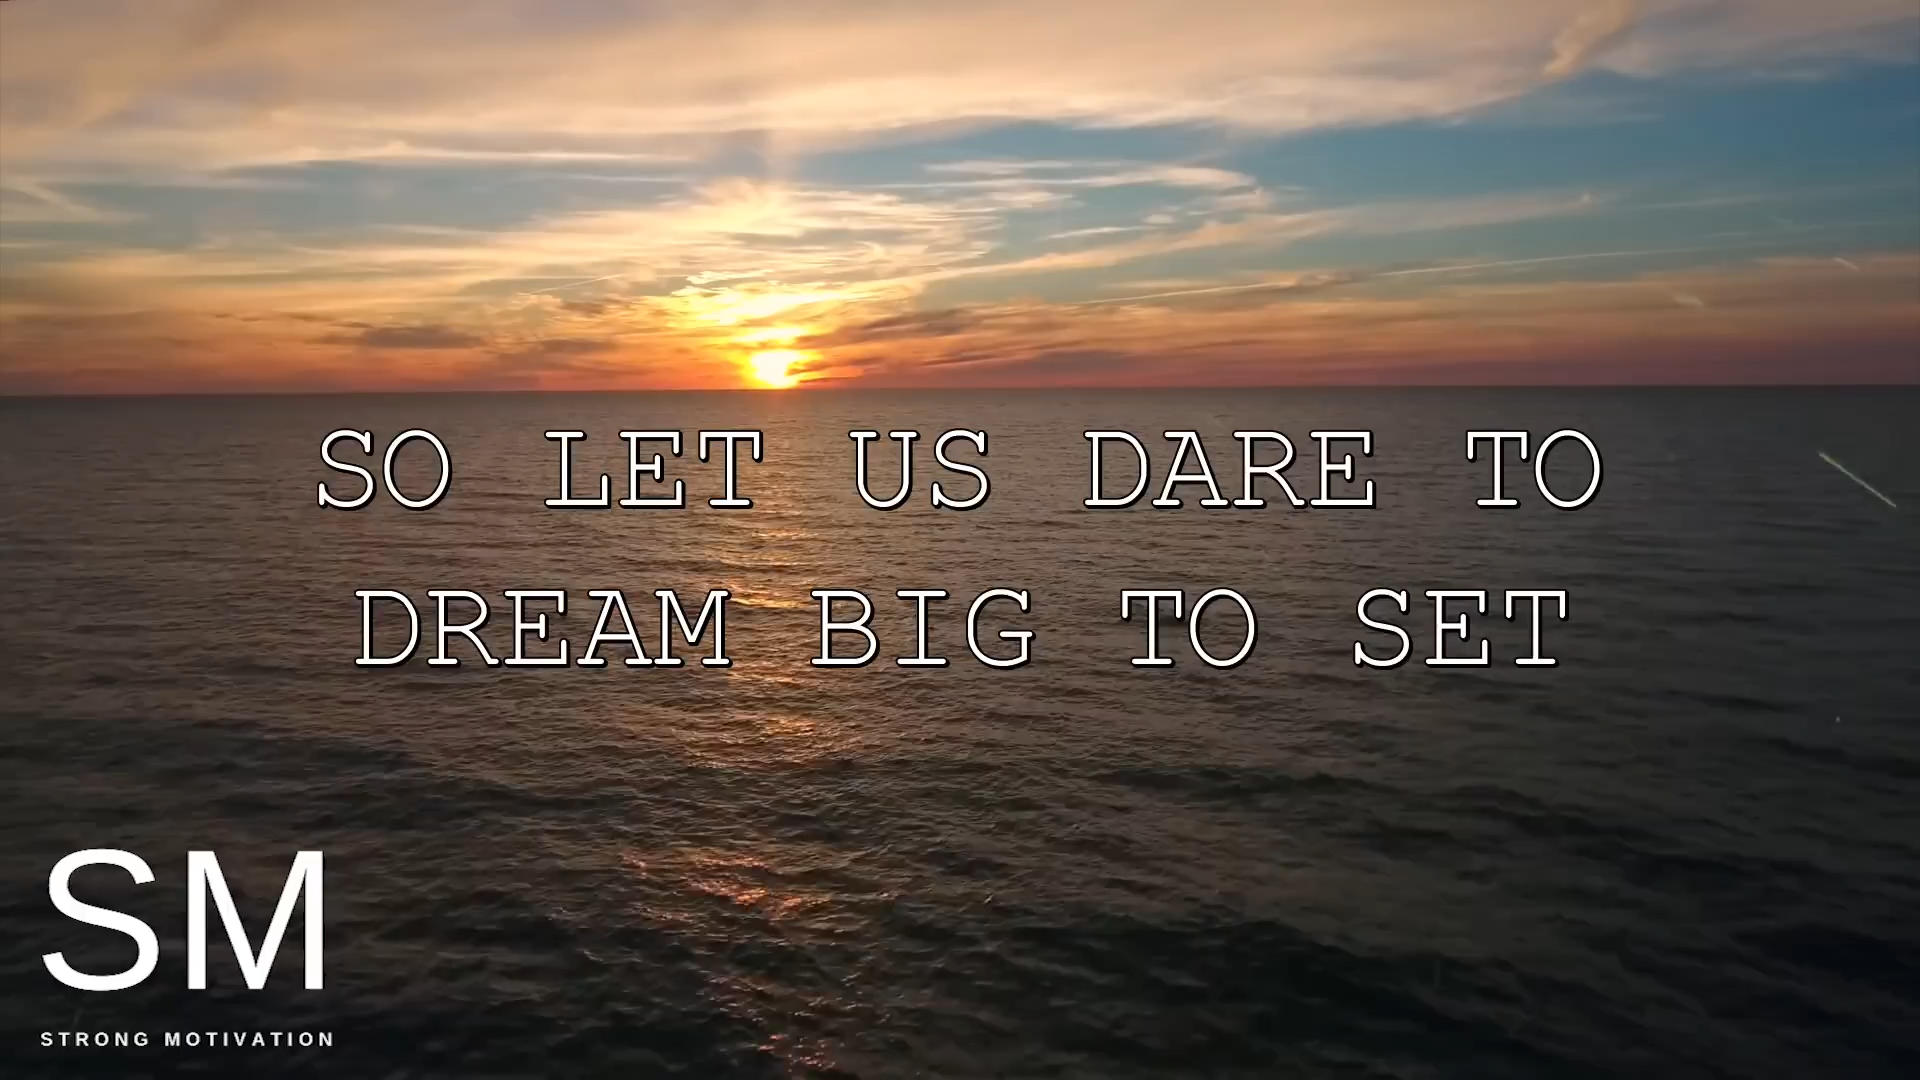 SO LET US DARE TO
DREAM BIG TO SET
SM
STRONG MOTIVATION